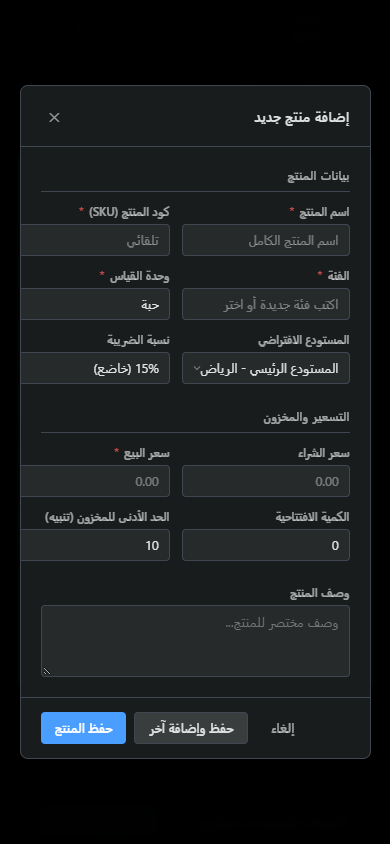 إضافة منتج جديد
بيانات المنتج
اسم المنتج * كود المنتج (SKU) *
اسم المنتج الكامل تلقائي
الفئة * وحدة القياس *
اكتب فئة جديدة أو اختر حبة
المستودع الافتراضي نسبة الضريبة
المستودع الرئيسي - الرياض 15% (خاضع)
التسعير والمخزون
سعر الشراء سعر البيع *
0.00 0.00
الكمية الافتتاحية الحد الأدنى للمخزون (تنبيه)
0 10
وصف المنتج
وصف مختصر للمنتج...
إلغاء حفظ وإضافة آخر حفظ المنتج